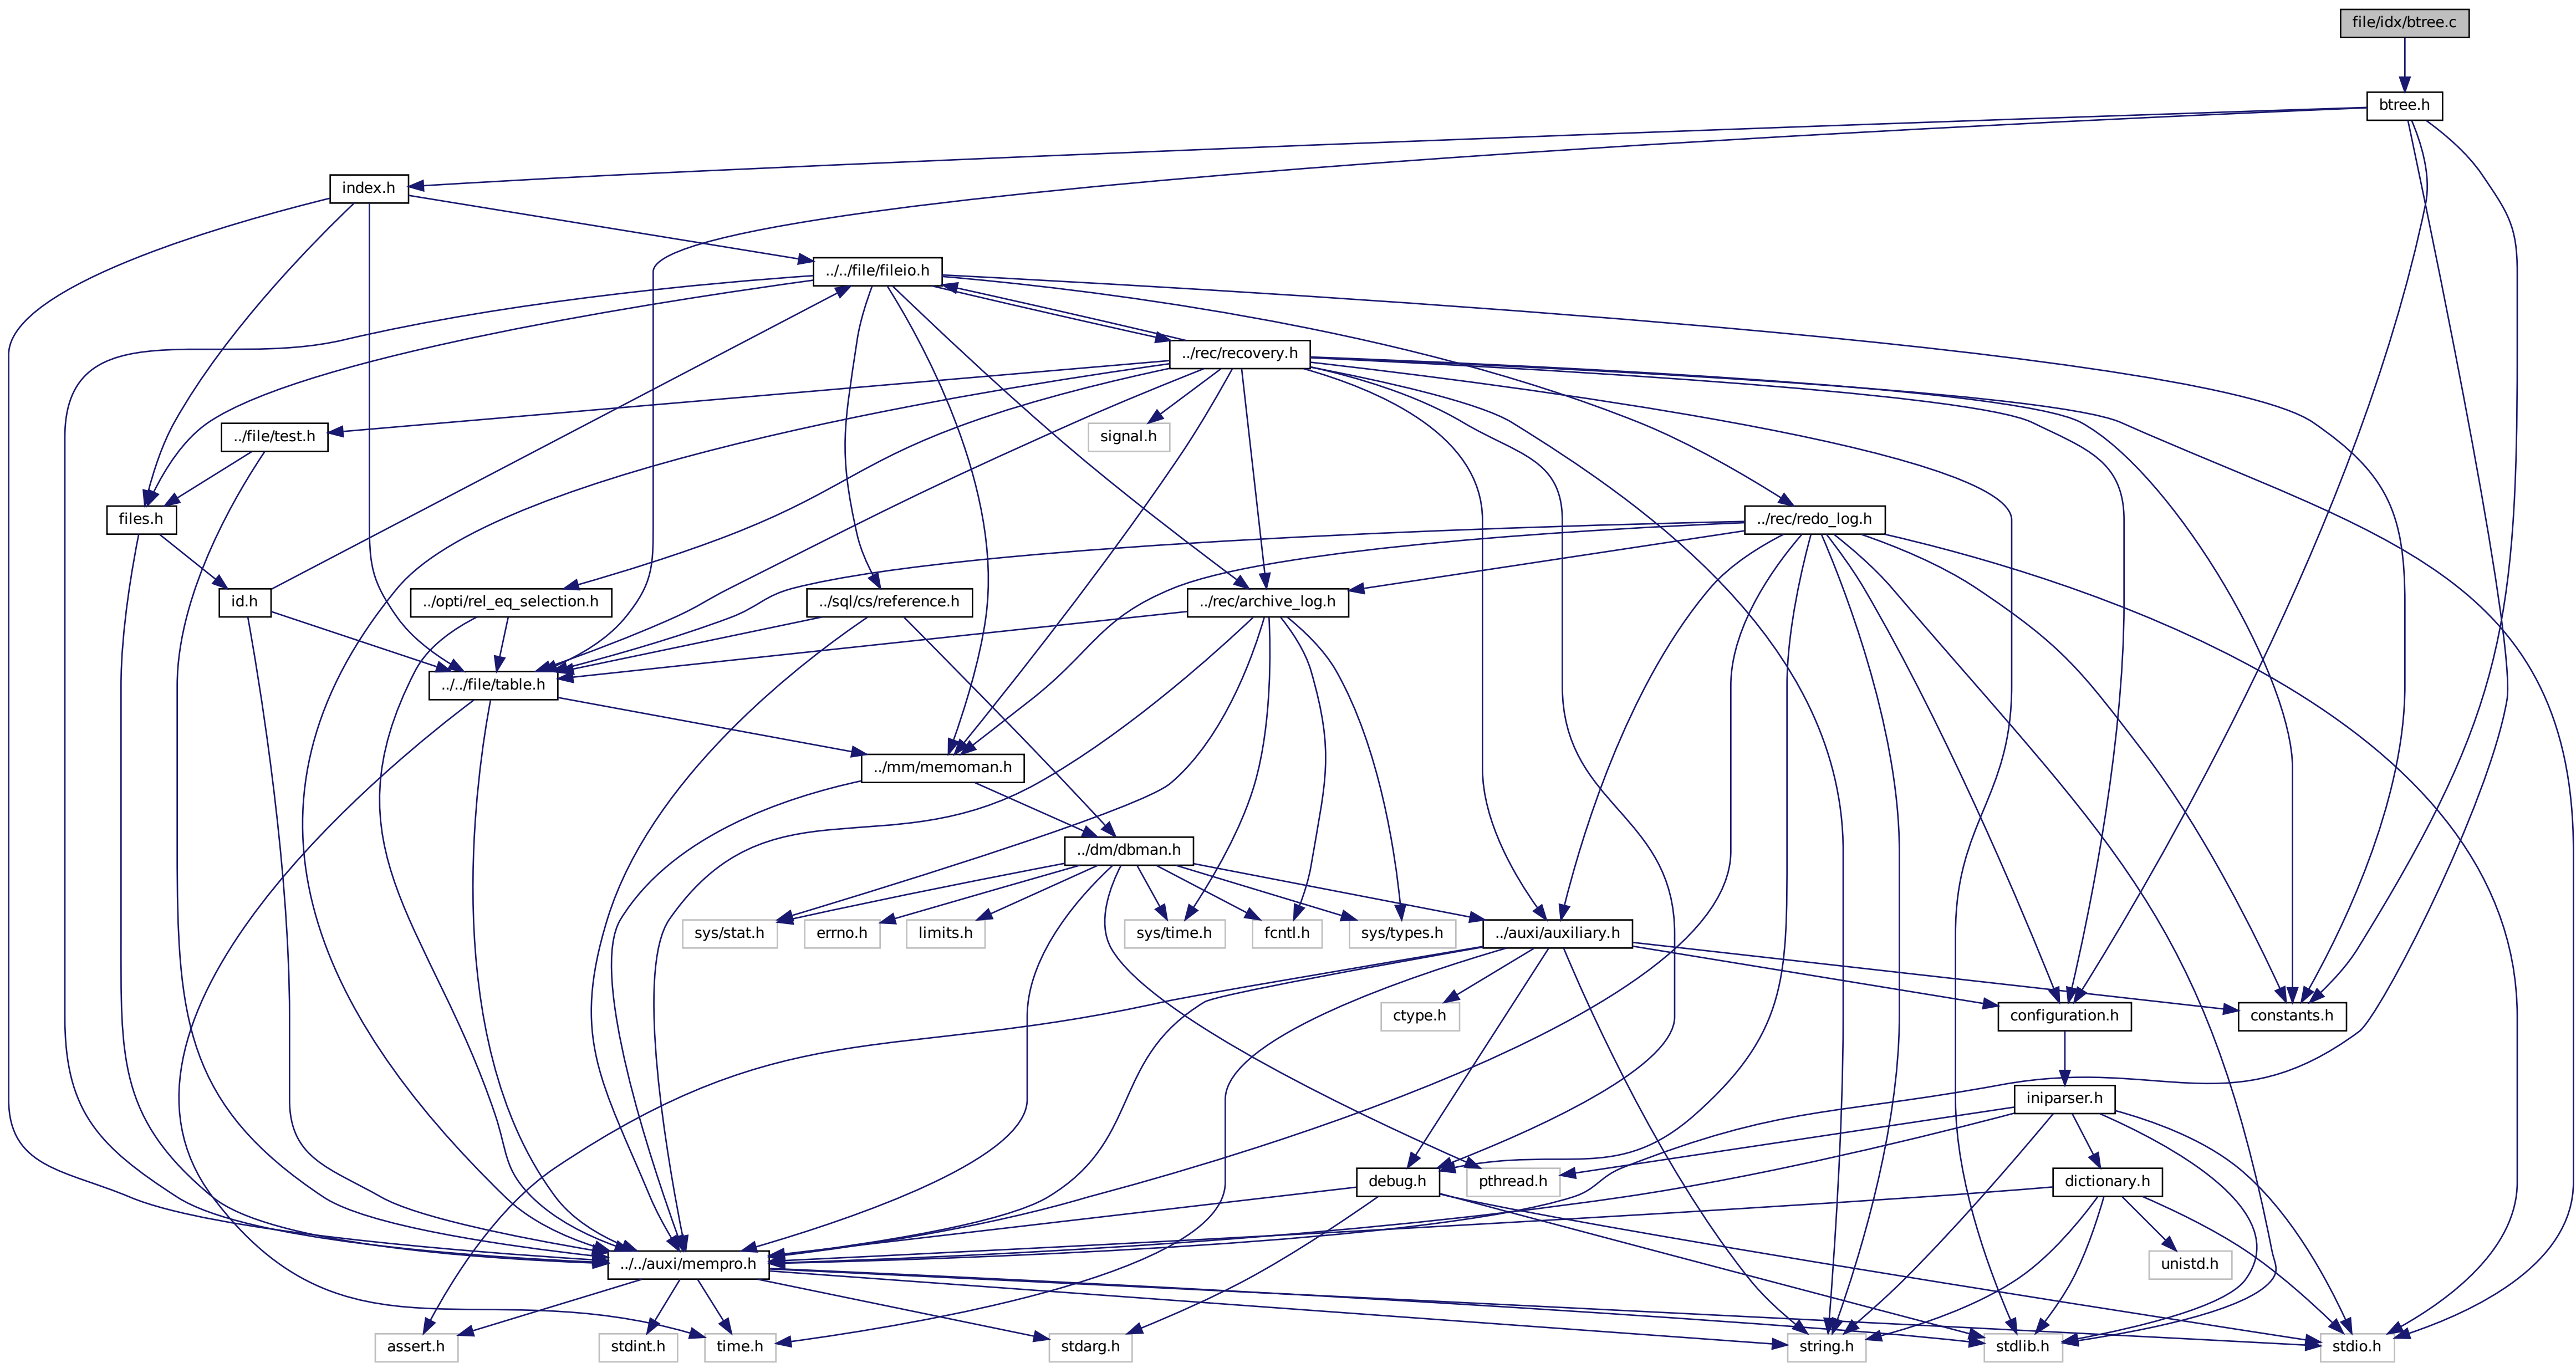 file/idx/btree.c
btree.h
index.h
../../file/fileio.h
../rec/recovery.h
../file/test.h
signal.h
files.h
../rec/redo_log.h
id.h
../opti/rel_eq_selection.h
../sql/cs/reference.h
../rec/archive_log.h
../../file/table.h
../mm/memoman.h
../dm/dbman.h
sys/stat.h
errno.h
limits.h
sys/time.h
fcntl.h
sys/types.h
../auxi/auxiliary.h
ctype.h
configuration.h
constants.h
iniparser.h
debug.h
pthread.h
dictionary.h
../../auxi/mempro.h
unistd.h
assert.h
stdint.h
time.h
stdarg.h
string.h
stdlib.h
stdio.h